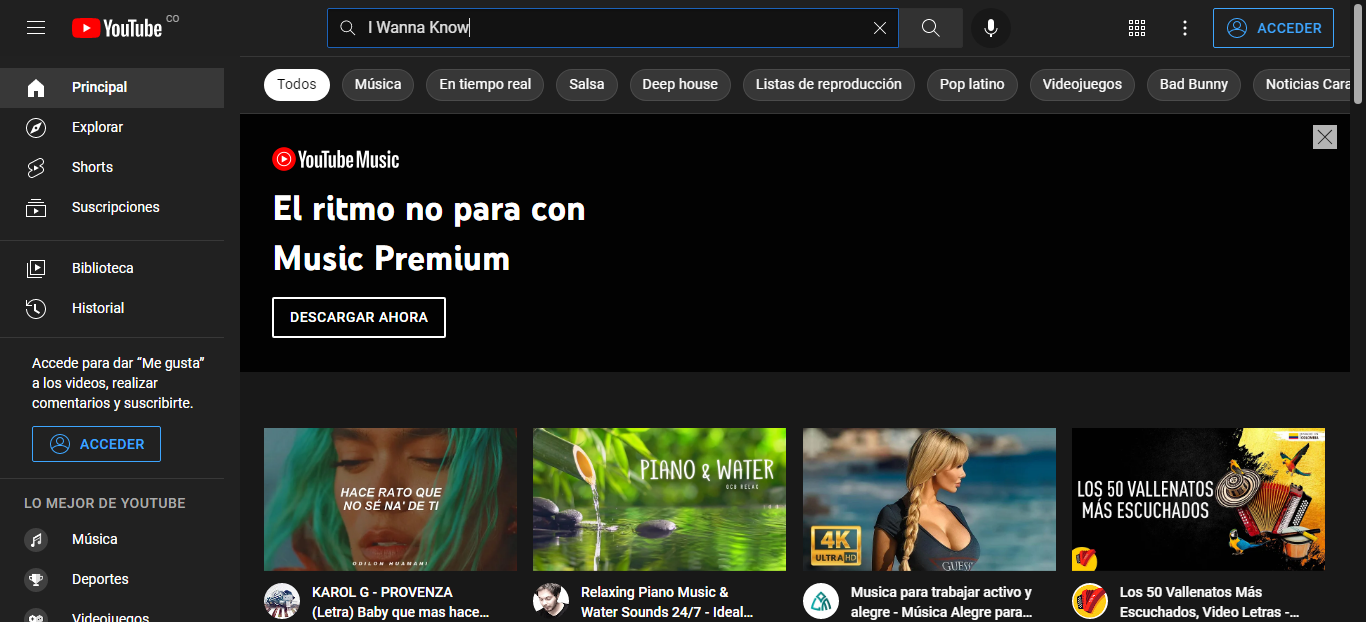 YouTube CO
I Wanna Know
ACCEDER
Principal
Explorar
Shorts
Suscripciones
Biblioteca
Historial
Accede para dar “Me gusta”
a los videos, realizar
comentarios y suscribirte.
ACCEDER
LO MEJOR DE YOUTUBE
Música
Deportes
Videojuegos
Todos
Música
En tiempo real
Salsa
Deep house
Listas de reproducción
Pop latino
Videojuegos
Bad Bunny
Noticias Cara
YouTube Music
El ritmo no para con
Music Premium
DESCARGAR AHORA
HACE RATO QUE
NO SÉ NA' DE TI
ODILON HUAMANI
KAROL G - PROVENZA
(Letra) Baby que mas hace...
PIANO & WATER
OCB RELAX
Relaxing Piano Music &
Water Sounds 24/7 - Ideal...
4K
ULTRA HD
GUESS
Musica para trabajar activo y
alegre - Música Alegre para...
LOS 50 VALLENATOS
MÁS ESCUCHADOS
COLOMBIA
Los 50 Vallenatos Más
Escuchados, Video Letras -...